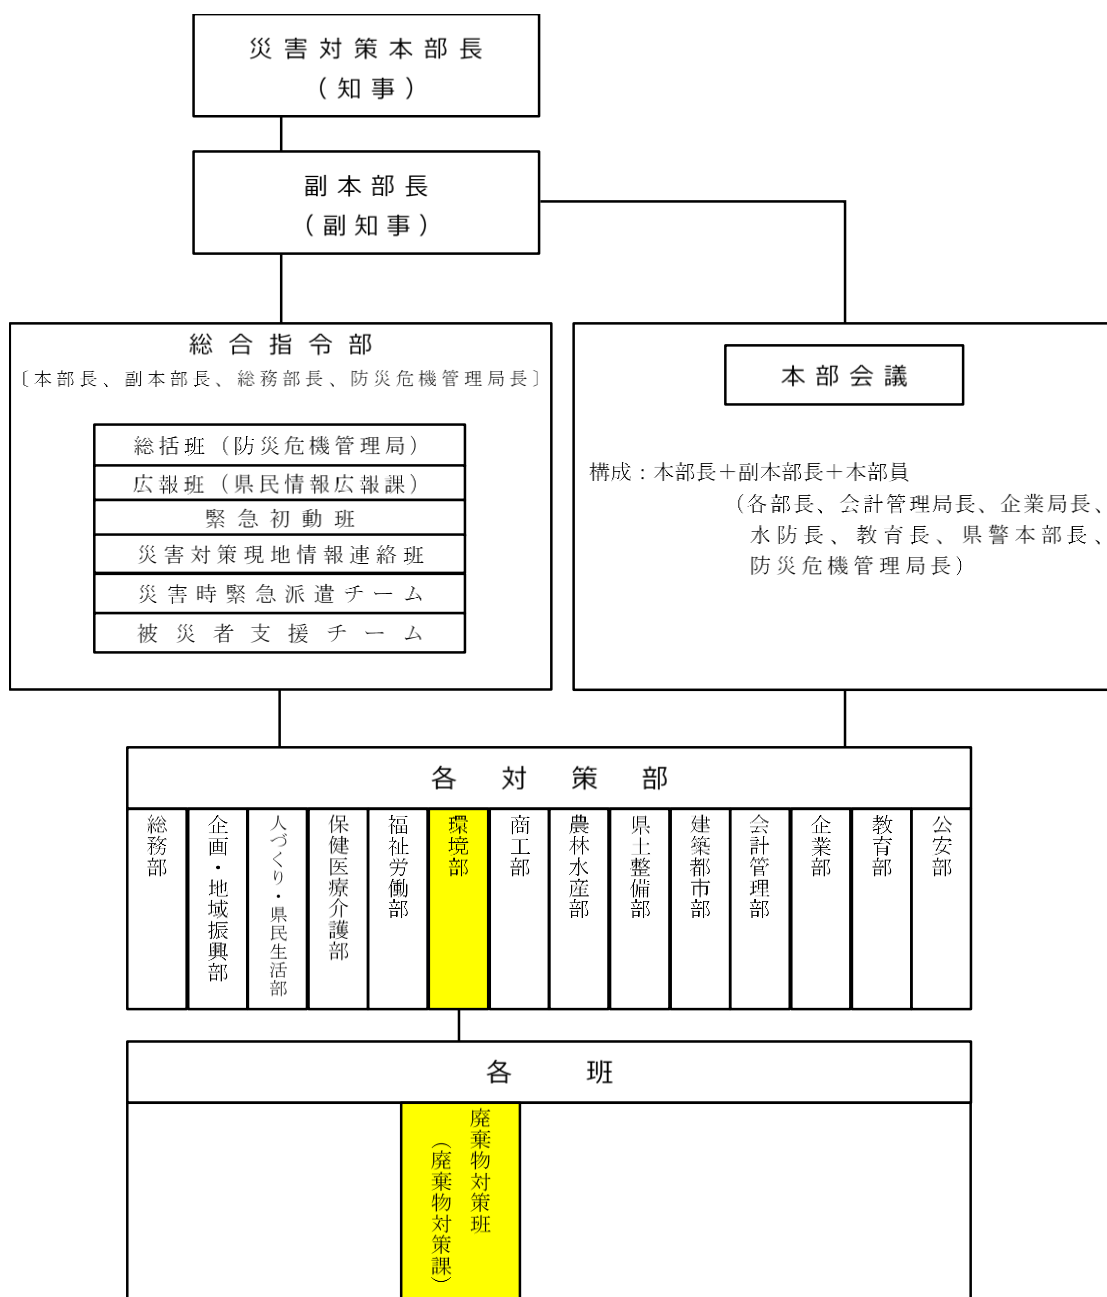 災害対策本部長
（知事）
副本部長
（副知事）
総合指令部
〔本部長、副本部長、総務部長、防災危機管理局長〕
総括班（防災危機管理局）
広報班（県民情報広報課）
緊急初動班
災害対策現地情報連絡班
災害時緊急派遣チーム
被災者支援チーム
本部会議
構成：本部長＋副本部長＋本部員
（各部長、会計管理局長、企業局長、
水防長、教育長、県警本部長、
防災危機管理局長）
各対策部
総務部
企画・地域振興部
人づくり・県民生活部
保健医療介護部
福祉労働部
環境部
商工部
農林水産部
県土整備部
建築都市部
会計管理部
企業部
教育部
公安部
各班
廃棄物対策班
（廃棄物対策課）